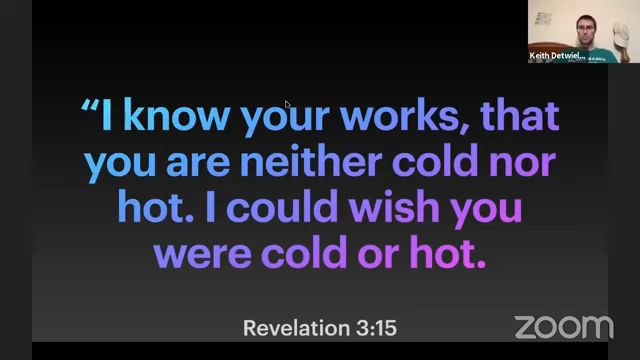 Keith Detwiel...
“I know your works, that
you are neither cold nor
hot. I could wish you
were cold or hot.
Revelation 3:15
zoom